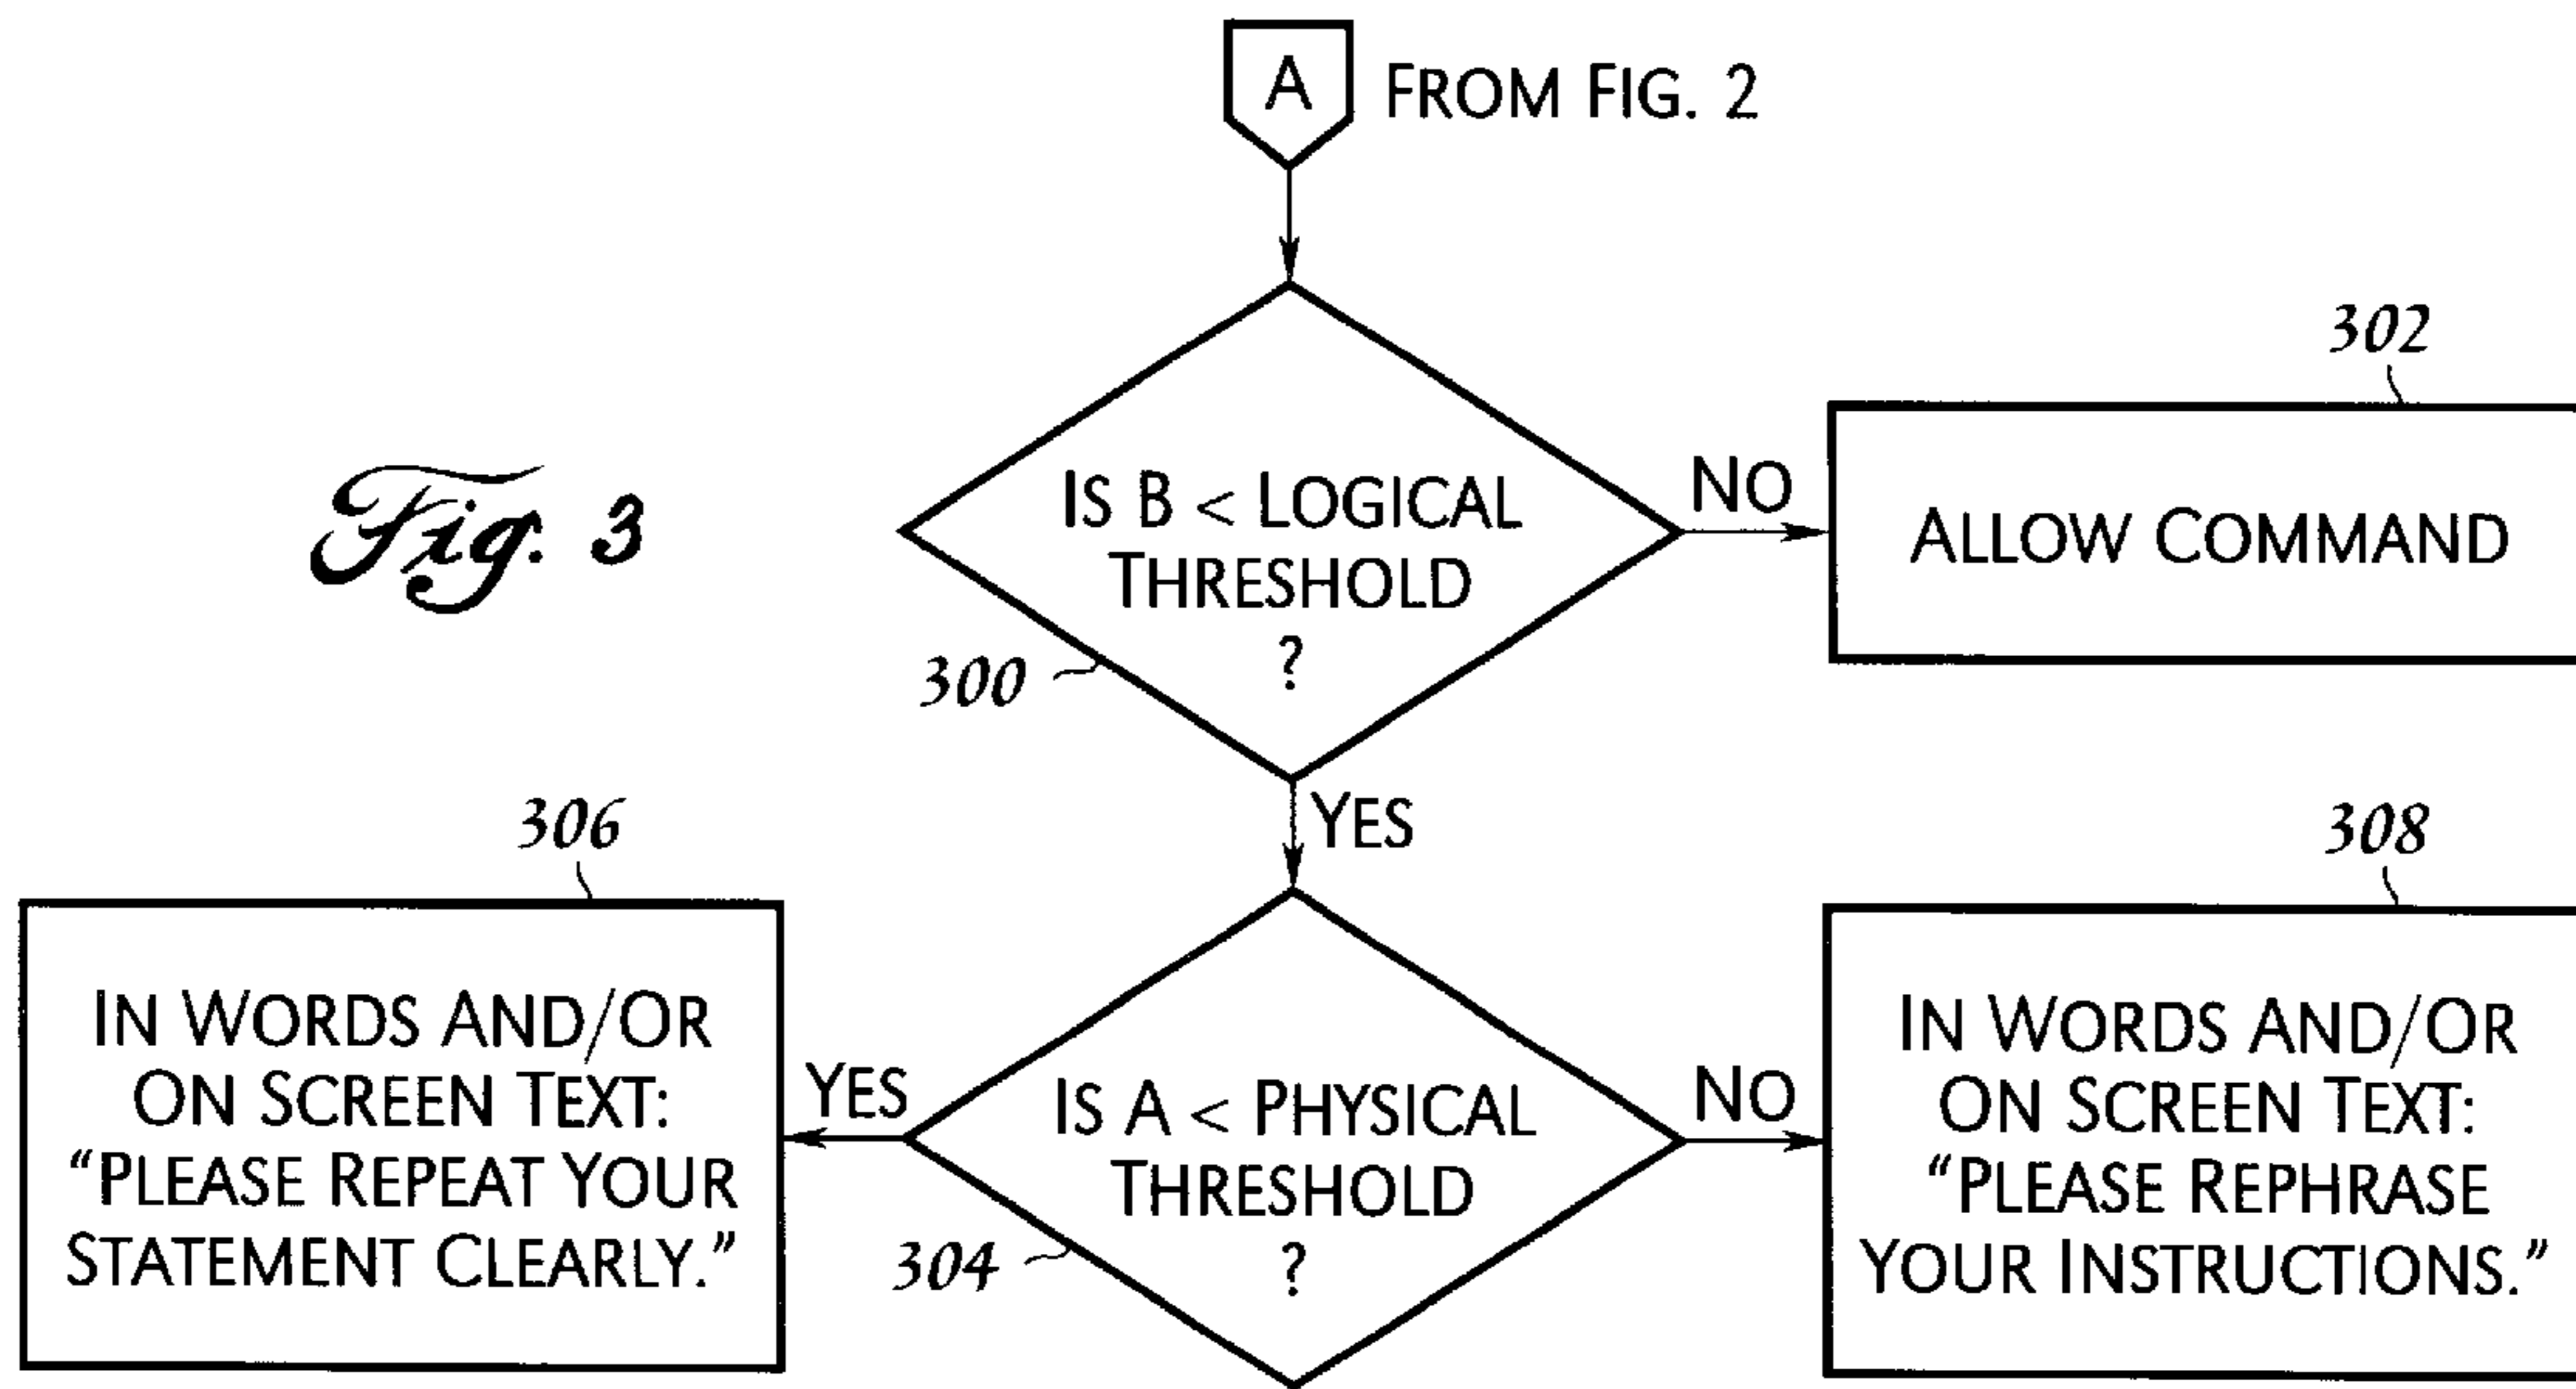 A FROM FIG. 2
302
Fig. 3
IS B < LOGICAL
THRESHOLD
?
NO
ALLOW COMMAND
300
YES
306
308
IN WORDS AND/OR
ON SCREEN TEXT:
“PLEASE REPEAT YOUR
STATEMENT CLEARLY.”
YES
IS A < PHYSICAL
THRESHOLD
?
304
NO
IN WORDS AND/OR
ON SCREEN TEXT:
“PLEASE REPHRASE
YOUR INSTRUCTIONS.”